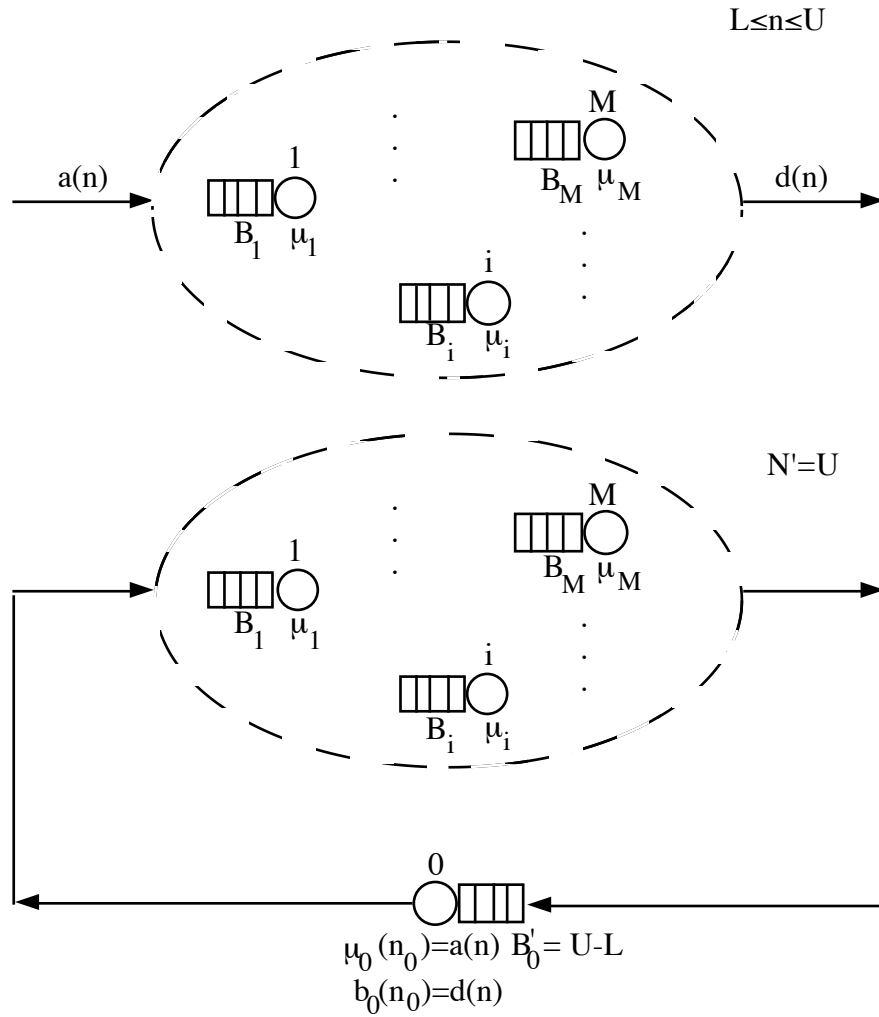 L≤n≤U
M
a(n)
1
B_M
μ_M
d(n)
B_1
μ_1
i
B_i
μ_i
N'=U
M
1
B_M
μ_M
B_1
μ_1
i
B_i
μ_i
0
μ_0(n_0)=a(n) B'_0= U-L
b_0(n_0)=d(n)